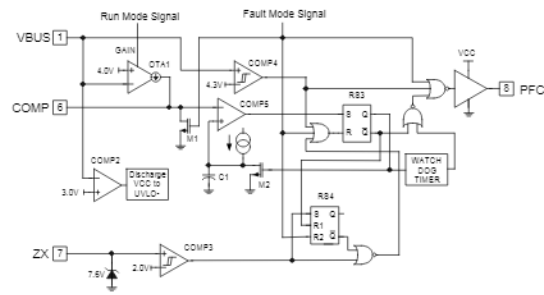 Run Mode Signal
Fault Mode Signal
VBUS 1
GAIN
OTA1
4.0V
COMP4
4.3V
VCC
8 PFC
COMP 6
COMP5
RS3
S Q
R Q
M1
C1
M2
WATCH
DOG
TIMER
COMP2
3.0V
Discharge
VCC to
UVLO-
RS4
S Q
R1
R2 Q
ZX 7
7.6V
COMP3
2.0V